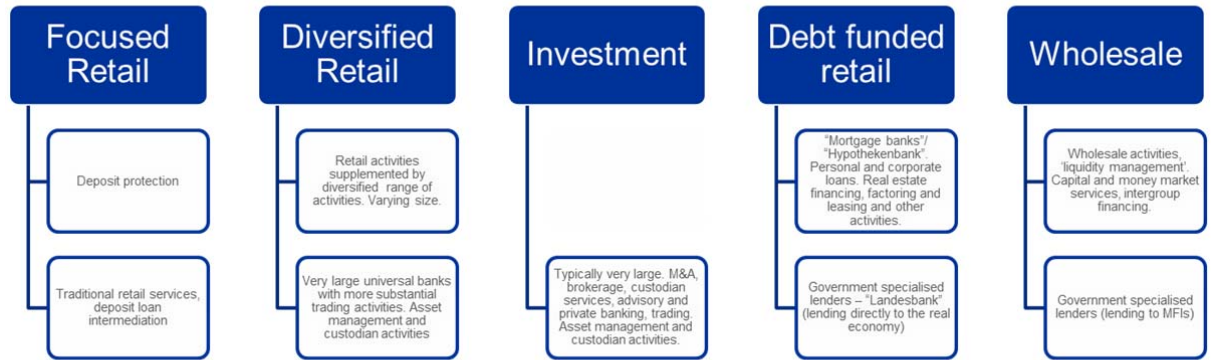 Focused
Retail
Deposit protection
Traditional retail services,
deposit loan
intermediation
Diversified
Retail
Retail activities
supplemented by
diversified range of
activities. Varying size.
Very large universal banks
with more substantial
trading activities. Asset
management and
custodian activities
Investment
Typically very large. M&A,
brokerage, custodian
services, advisory and
private banking, trading.
Asset management and
custodian activities.
Debt funded
retail
“Mortgage banks”/
“Hypothekenbank”.
Personal and corporate
loans. Real estate
financing, factoring and
leasing and other
activities.
Government specialised
lenders – “Landesbank”
(lending directly to the real
economy)
Wholesale
Wholesale activities,
‘liquidity management’.
Capital and money market
services, intergroup
financing.
Government specialised
lenders (lending to MFIs)